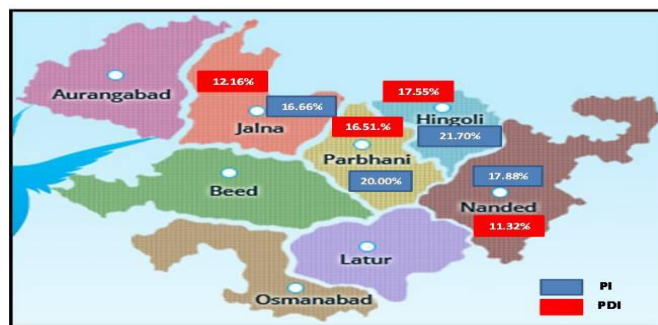 12.16%
17.55%
Aurangabad
16.66%
Hingoli
Jalna
16.51.%
21.70%
Parbhani
20.00%
17.88%
Beed
Nanded
11.32%
Latur
PI
Osmanabad
PDI